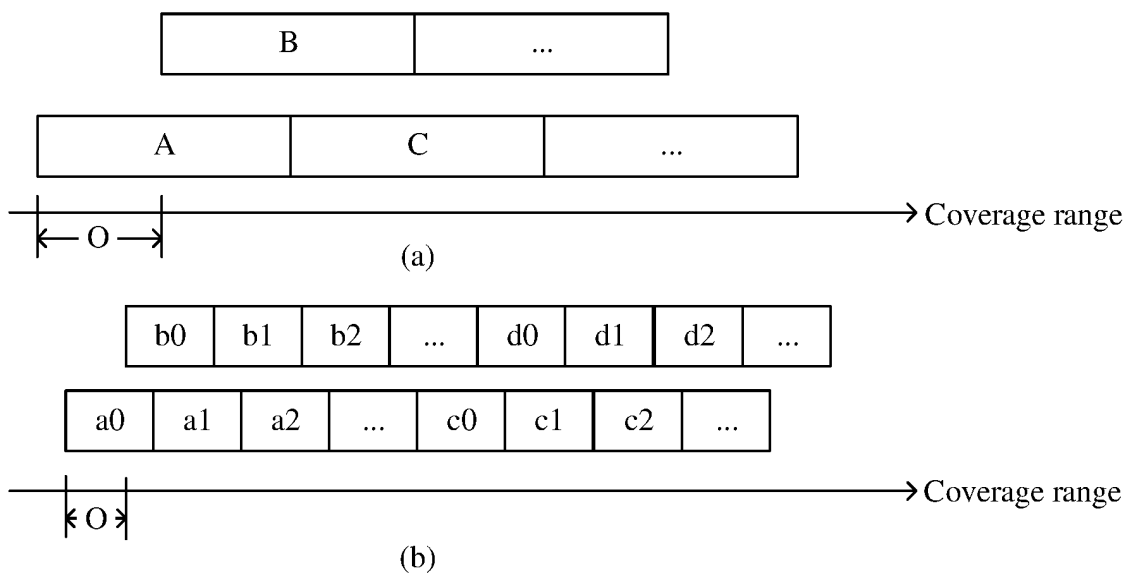 B ...
A C ...
Coverage range
O
(a)
b0 b1 b2 ... d0 d1 d2 ...
a0 a1 a2 ... c0 c1 c2 ...
Coverage range
O
(b)